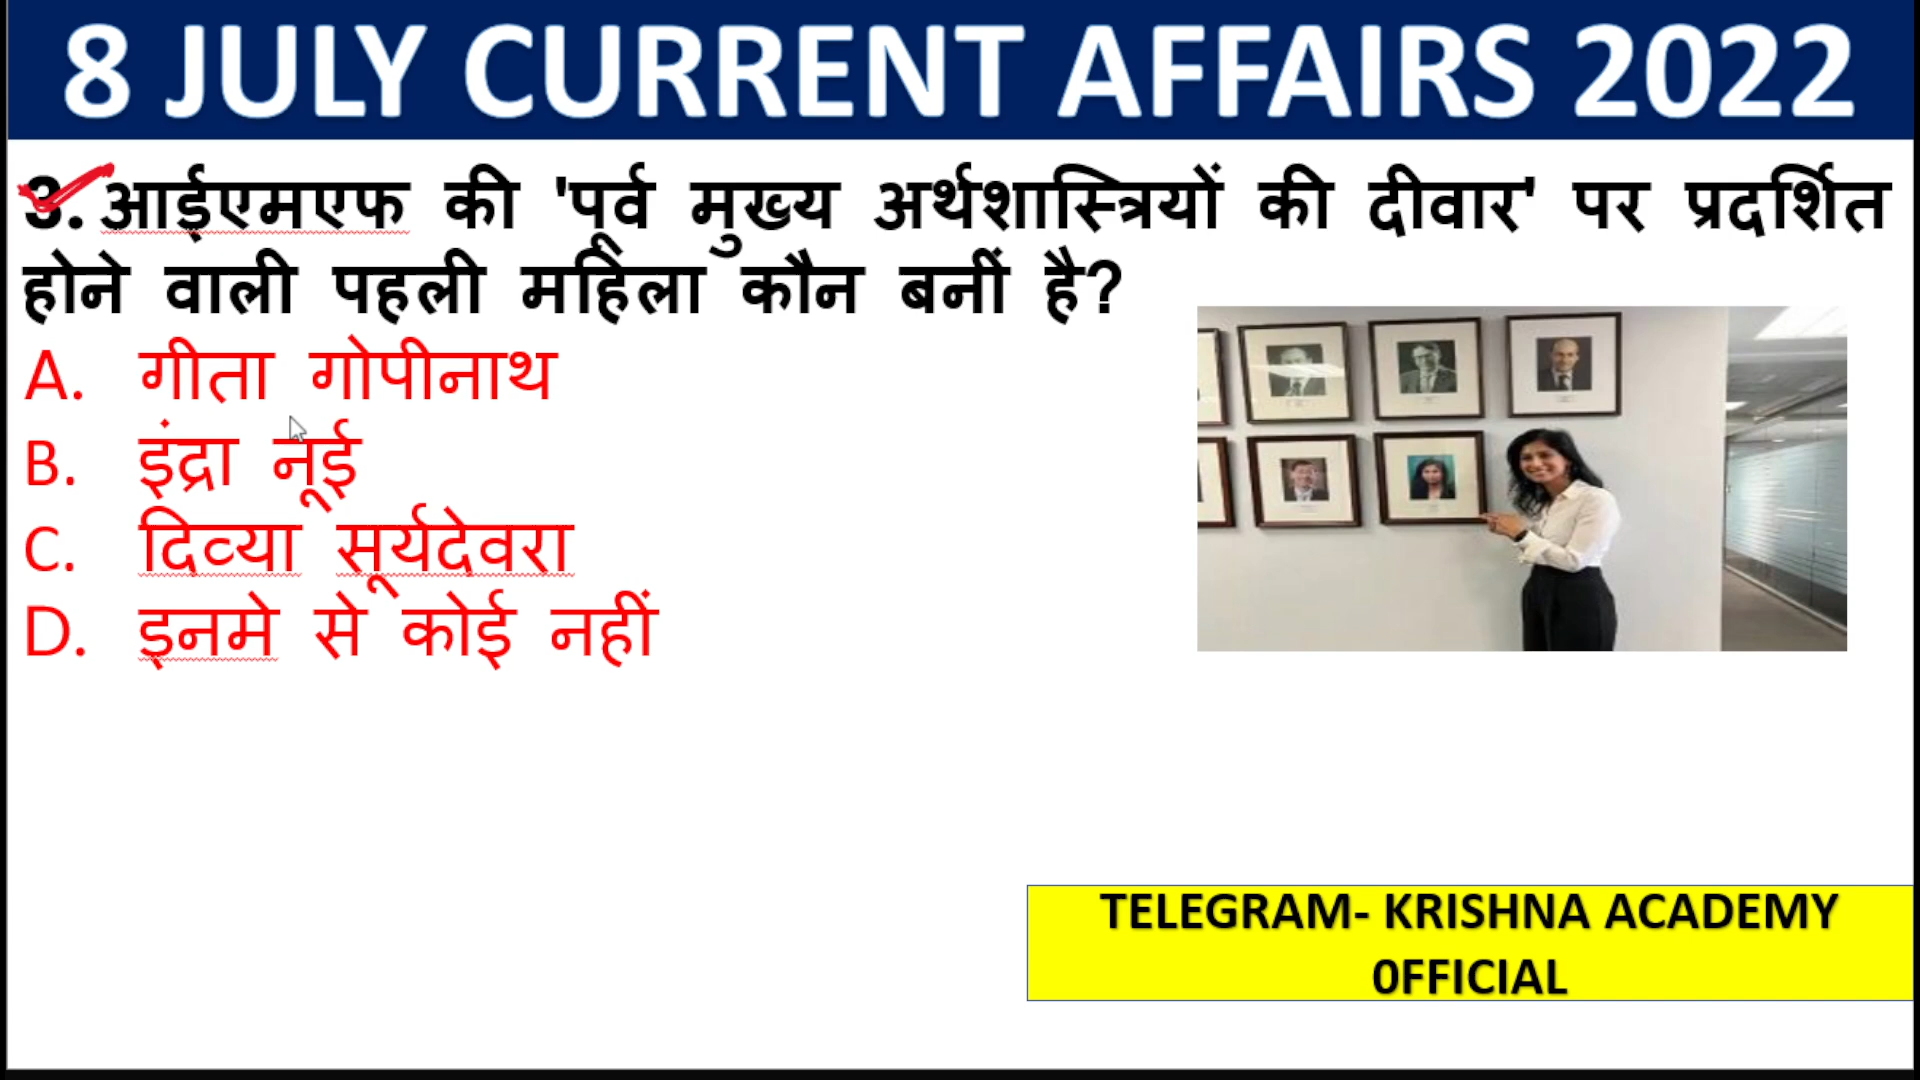 8 JULY CURRENT AFFAIRS 2022
3. आईएमएफ की 'पूर्व मुख्य अर्थशास्त्रियों की दीवार' पर प्रदर्शित
होने वाली पहली महिला कौन बनीं है?
A. गीता गोपीनाथ
B. इंद्रा नूई
C. दिव्या सूर्यदेवरा
D. इनमे से कोई नहीं
TELEGRAM- KRISHNA ACADEMY
0FFICIAL